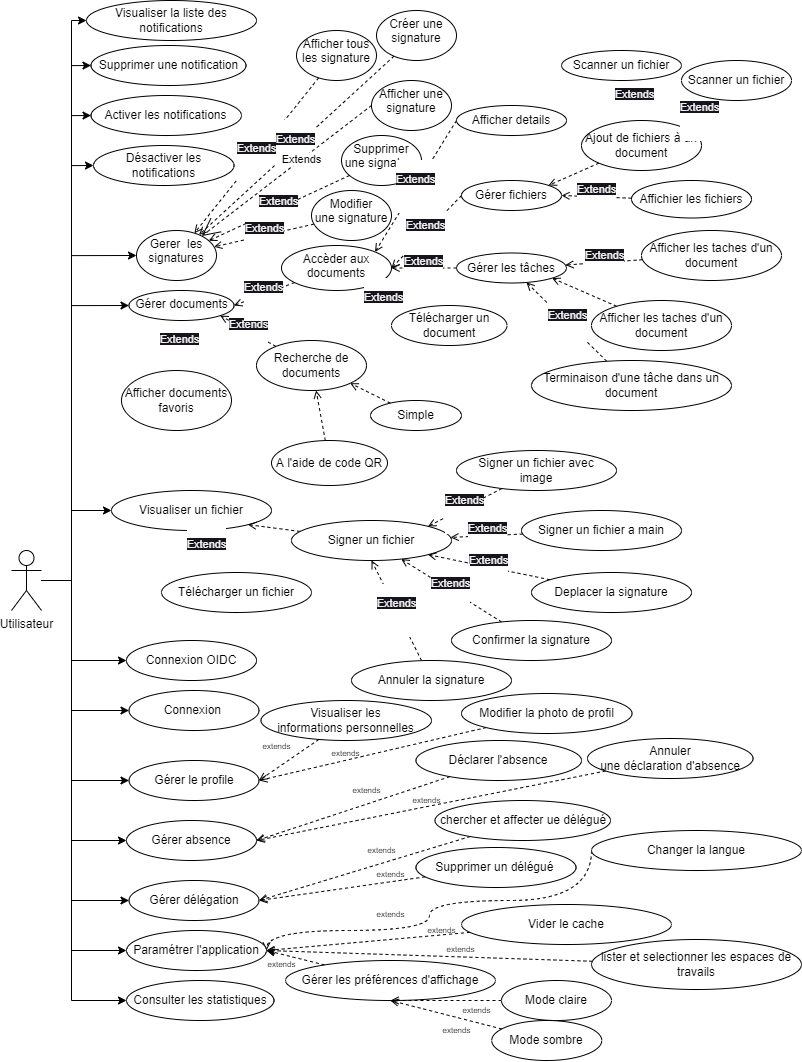 Visualiser la liste des
notifications
Supprimer une notification
Activer les notifications
Désactiver les
notifications
Créer une
signature
Afficher tous
les signature
Afficher une
signature
Extends
Extends
Extends
Supprimer
une signa
Extends
Extends
Modifier
une signature
Extends
Gerer les
signatures
Afficher details
Scanner un fichier
Scanner un fichier
Extends
Extends
Ajout de fichiers à un
document
Gérer fichiers
Extends
Affichier les fichiers
Extends
Accèder aux
documents
Extends
Gérer les tâches
Extends
Afficher les taches d'un
document
Extends
Gérer documents
Extends
Extends
Extends
Télécharger un
document
Extends
Afficher les taches d'un
document
Recherche de
documents
Terminaison d'une tâche dans un
document
Afficher documents
favoris
Simple
A l'aide de code QR
Signer un fichier avec
image
Visualiser un fichier
Extends
Extends
Signer un fichier
Extends
Signer un fichier a main
Extends
Deplacer la signature
Extends
Extends
Télécharger un fichier
Confirmer la signature
Annuler la signature
Utilisateur
Connexion OIDC
Connexion
Visualiser les
informations personnelles
Modifier la photo de profil
extends
extends
Gérer le profile
Déclarer l'absence
Annuler
une déclaration d'absence
extends
extends
Gérer absence
chercher et affecter ue délégué
extends
Supprimer un délégué
extends
Gérer délégation
Changer la langue
extends
Vider le cache
extends
Paramétrer l'application
extends
lister et selectionner les espaces de
travails
extends
Gérer les préférences d'affichage
Consulter les statistiques
Mode claire
extends
extends
Mode sombre